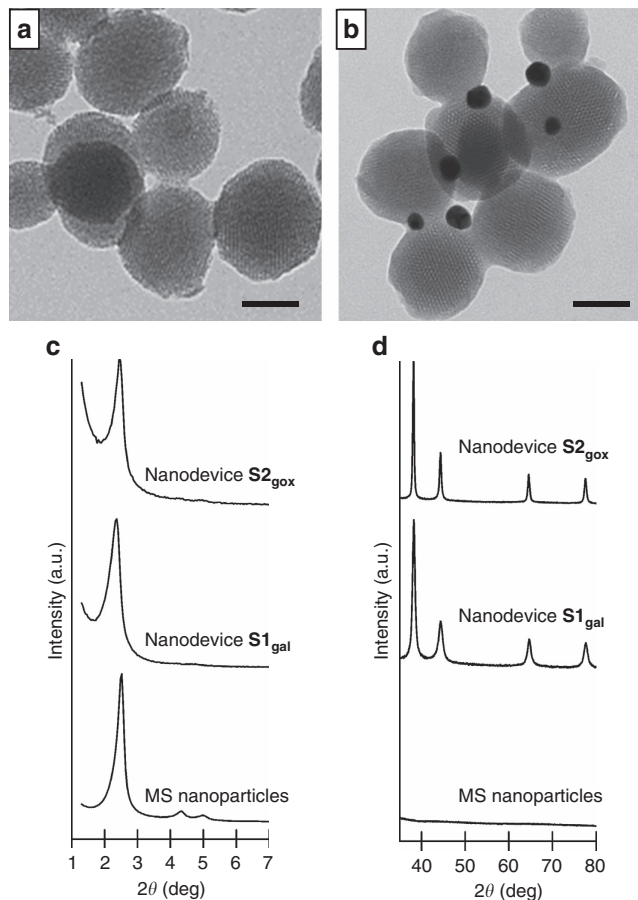 a
b
c
d
Nanodevice S2gox
Nanodevice S2gox
Nanodevice S1gal
Nanodevice S1gal
MS nanoparticles
MS nanoparticles
Intensity (a.u.)
Intensity (a.u.)
1 2 3 4 5 6 7
40 50 60 70 80
2θ (deg)
2θ (deg)